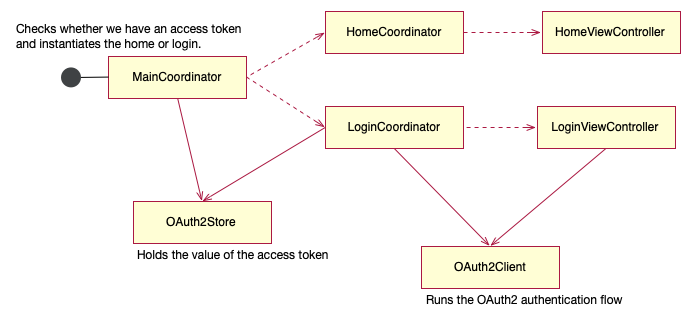 Checks whether we have an access token
and instantiates the home or login.
MainCoordinator
HomeCoordinator
HomeViewController
LoginCoordinator
LoginViewController
OAuth2Store
Holds the value of the access token
OAuth2Client
Runs the OAuth2 authentication flow